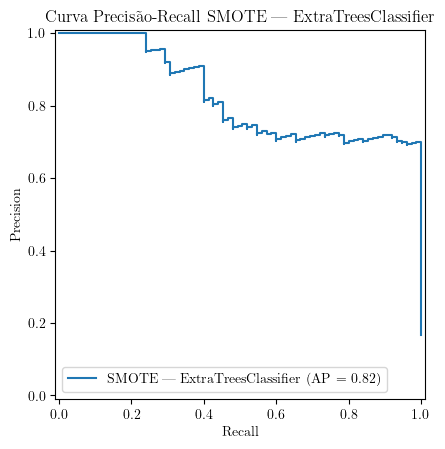 Curva Precisão-Recall SMOTE — ExtraTreesClassifier
1.0
0.8
0.6
0.4
0.2
0.0
Precision
SMOTE — ExtraTreesClassifier (AP = 0.82)
0.0 0.2 0.4 0.6 0.8 1.0
Recall